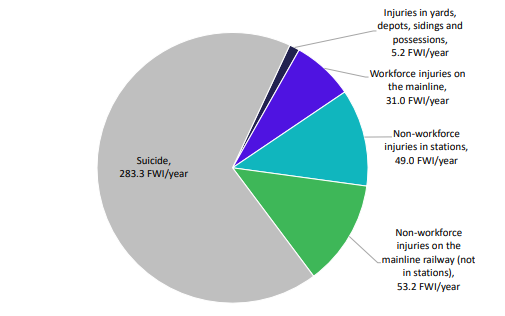 Injuries in yards,
depots, sidings and
possessions,
5.2 FWI/year
Workforce injuries on
the mainline,
31.0 FWI/year
Non-workforce
injuries in stations,
49.0 FWI/year
Suicide,
283.3 FWI/year
Non-workforce
injuries on the
mainline railway (not
in stations),
53.2 FWI/year